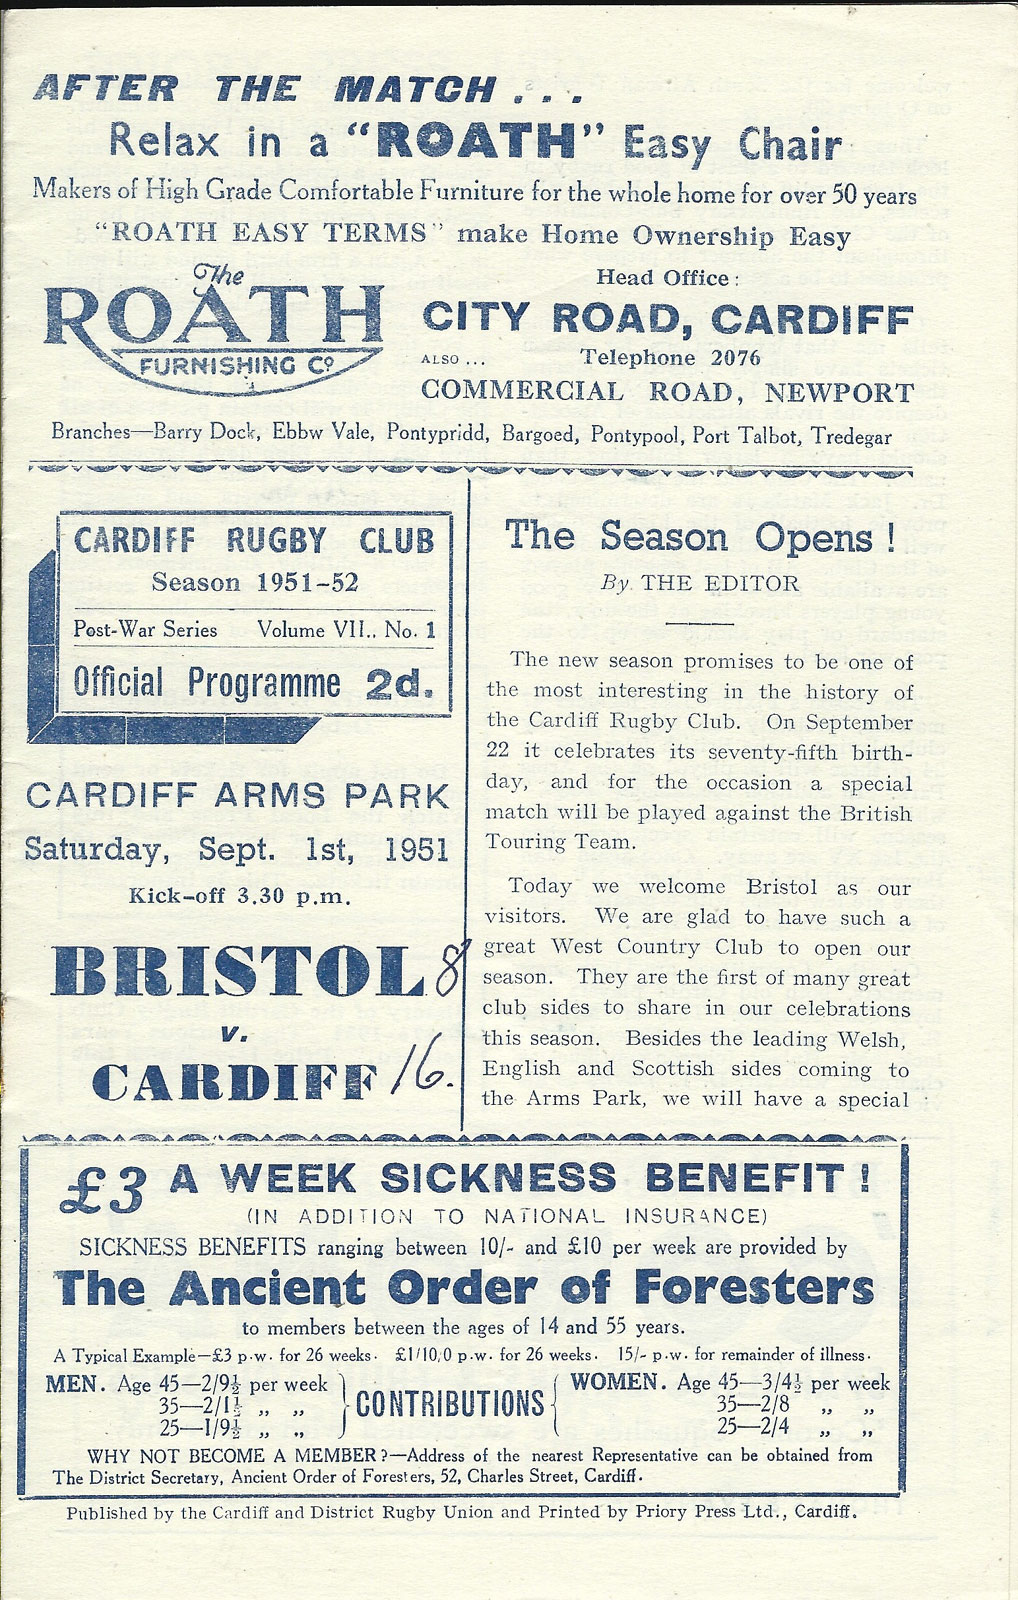 AFTER THE MATCH . . .
Relax in a "ROATH" Easy Chair
Makers of High Grade Comfortable Furniture for the whole home for over 50 years
"ROATH EASY TERMS" make Home Ownership Easy
The
ROATH
FURNISHING Co
Head Office :
CITY ROAD, CARDIFF
ALSO ... Telephone 2076
COMMERCIAL ROAD, NEWPORT
Branches—Barry Dock, Ebbw Vale, Pontypridd, Bargoed, Pontypool, Port Talbot, Tredegar
CARDIFF RUGBY CLUB
Season 1951-52
Post-War Series Volume VII.. No. 1
Official Programme 2d.
CARDIFF ARMS PARK
Saturday, Sept. 1st, 1951
Kick-off 3.30 p.m.
BRISTOL 8
v.
CARDIFF 16.
The Season Opens !
By THE EDITOR
The new season promises to be one of
the most interesting in the history of
the Cardiff Rugby Club. On September
22 it celebrates its seventy-fifth birth-
day, and for the occasion a special
match will be played against the British
Touring Team.
Today we welcome Bristol as our
visitors. We are glad to have such a
great West Country Club to open our
season. They are the first of many great
club sides to share in our celebrations
this season. Besides the leading Welsh,
English and Scottish sides coming to
the Arms Park, we will have a special
£3 A WEEK SICKNESS BENEFIT !
(IN ADDITION TO NATIONAL INSURANCE)
SICKNESS BENEFITS ranging between 10/- and £10 per week are provided by
The Ancient Order of Foresters
to members between the ages of 14 and 55 years.
A Typical Example—£3 p.w. for 26 weeks. £1/10/0 p.w. for 26 weeks. 15/- p.w. for remainder of illness.
MEN. Age 45—2/9½ per week
35—2/1½ „ „
25—1/9½ „ „
CONTRIBUTIONS
WOMEN. Age 45—3/4½ per week
35—2/8 „ „
25—2/4 „ „
WHY NOT BECOME A MEMBER ?—Address of the nearest Representative can be obtained from
The District Secretary, Ancient Order of Foresters, 52, Charles Street, Cardiff.
Published by the Cardiff and District Rugby Union and Printed by Priory Press Ltd., Cardiff.